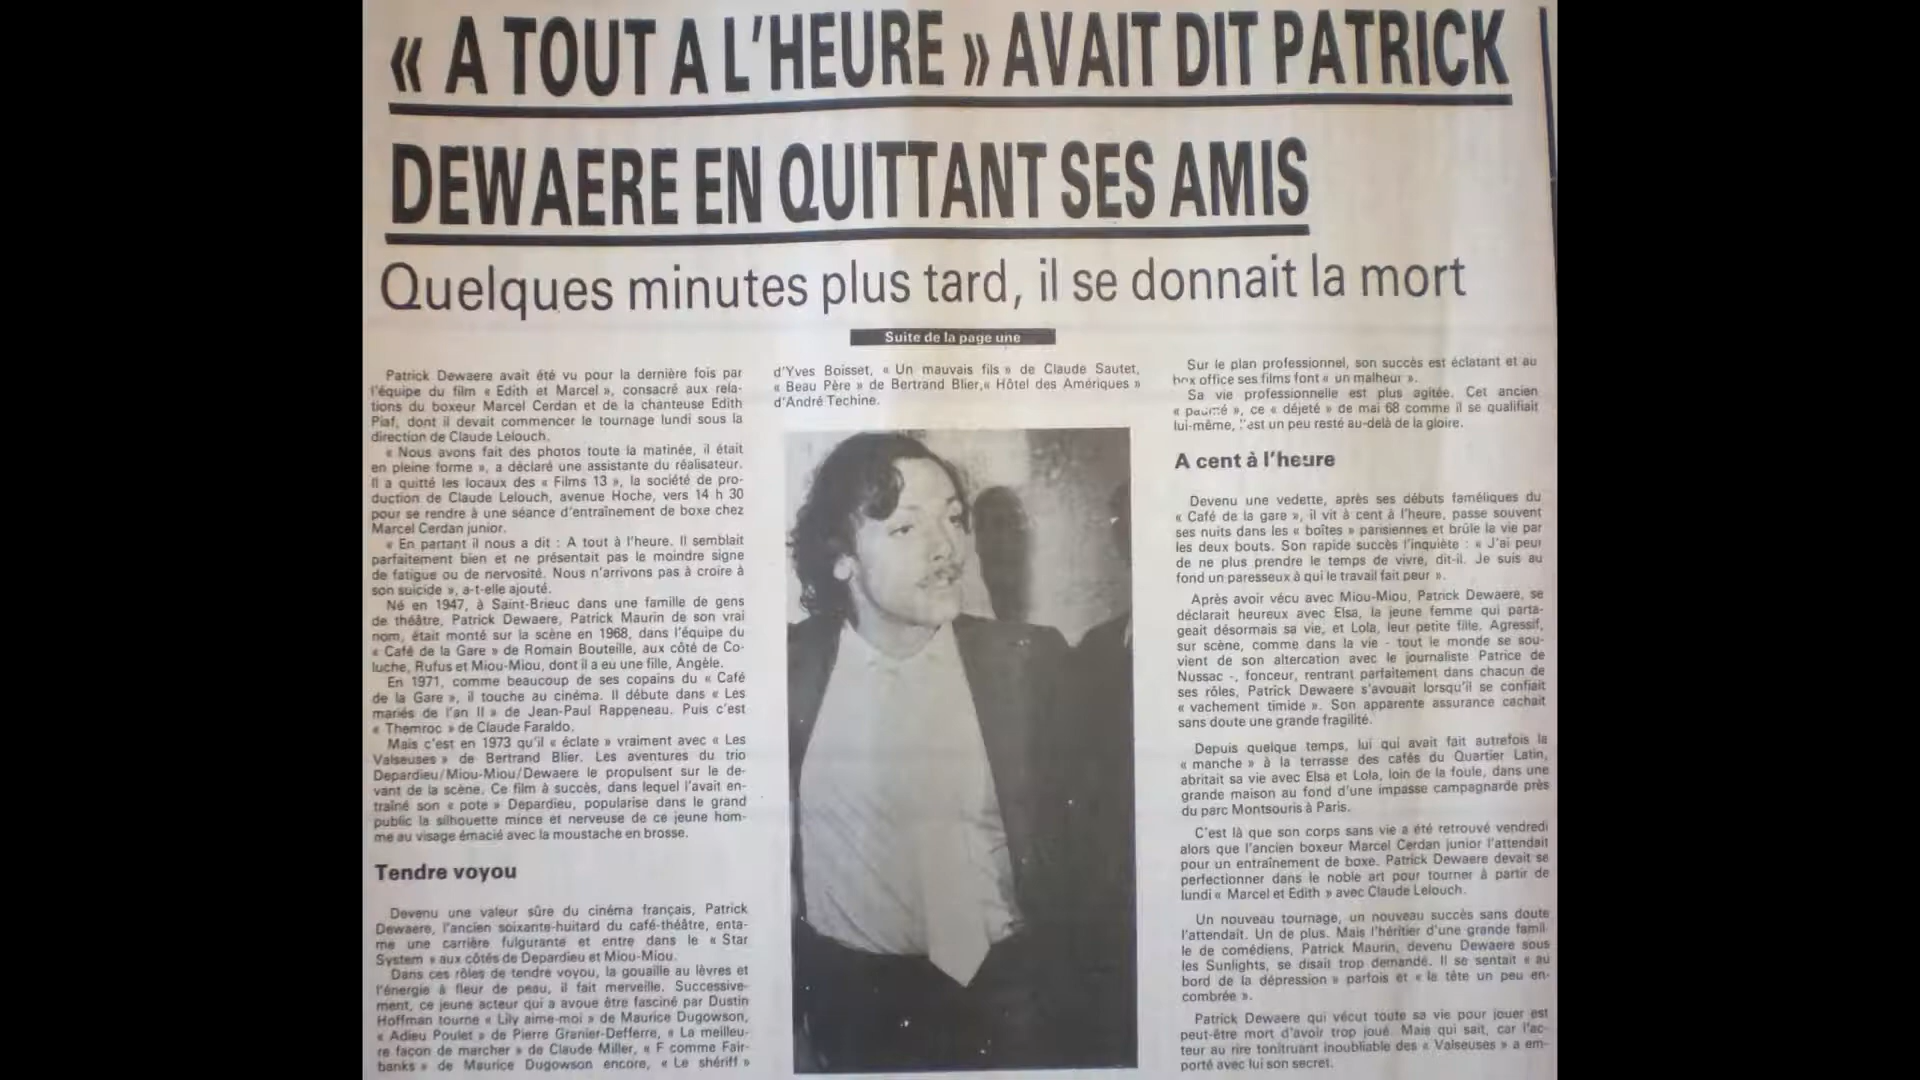 « A TOUT A L'HEURE » AVAIT DIT PATRICK
DEWAERE EN QUITTANT SES AMIS
Quelques minutes plus tard, il se donnait la mort
Suite de la page une
Patrick Dewaere avait été vu pour la dernière fois par
l'équipe du film « Edith et Marcel », consacré aux rela-
tions du boxeur Marcel Cerdan et de la chanteuse Edith
Piaf, dont il devait commencer le tournage lundi sous la
direction de Claude Lelouch.
« Nous avons fait des photos toute la matinée, il était
en pleine forme », a déclaré une assistante du réalisateur.
Il a quitté les locaux des « Films 13 », la société de pro-
duction de Claude Lelouch, avenue Hoche, vers 14 h 30
pour se rendre à une séance d'entraînement de boxe chez
Marcel Cerdan junior.
« En partant il nous a dit : A tout à l'heure. Il semblait
parfaitement bien et ne présentait pas le moindre signe
de fatigue ou de nervosité. Nous n'arrivons pas à croire à
son suicide », a-t-elle ajouté.
Né en 1947, à Saint-Brieuc dans une famille de gens
de théâtre, Patrick Dewaere, Patrick Maurin de son vrai
nom, était monté sur la scène en 1968, dans l'équipe du
« Café de la Gare » de Romain Bouteille, aux côté de Co-
luche, Rufus et Miou-Miou, dont il a eu une fille, Angèle.
En 1971, comme beaucoup de ses copains du « Café
de la Gare », il touche au cinéma. Il débute dans « Les
mariés de l'an II » de Jean-Paul Rappeneau. Puis c'est
« Themroc » de Claude Faraldo.
Mais c'est en 1973 qu'il « éclate » vraiment avec « Les
Valseuses » de Bertrand Blier. Les aventures du trio
Depardieu/Miou-Miou/Dewaere le propulsent sur le de-
vant de la scène. Ce film à succès, dans lequel l'avait en-
traîné son « pote » Depardieu, popularise dans le grand
public la silhouette mince et nerveuse de ce jeune hom-
me au visage émacié avec la moustache en brosse.
Tendre voyou
Devenu une valeur sûre du cinéma français, Patrick
Dewaere, l'ancien soixante-huitard du café-théâtre, enta-
me une carrière fulgurante et entre dans le « Star
System » aux côtés de Depardieu et Miou-Miou.
Dans ces rôles de tendre voyou, la gouaille au lèvres et
l'énergie à fleur de peau, il fait merveille. Successive-
ment, ce jeune acteur qui a avoue être fasciné par Dustin
Hoffman tourne « Lily aime-moi » de Maurice Dugowson,
« Adieu Poulet » de Pierre Granier-Defferre, « La meilleu-
re façon de marcher » de Claude Miller, « F comme Fair-
banks » de Maurice Dugowson encore, « Le shériff »
d'Yves Boisset, « Un mauvais fils » de Claude Sautet,
« Beau Père » de Bertrand Blier,« Hôtel des Amériques »
d'André Techine.
Sur le plan professionnel, son succès est éclatant et au
box office ses films font « un malheur ».
Sa vie professionnelle est plus agitée. Cet ancien
« paumé », ce « déjeté » de mai 68 comme il se qualifiait
lui-même, s'est un peu resté au-delà de la gloire.
A cent à l'heure
Devenu une vedette, après ses débuts faméliques du
« Café de la gare », il vit à cent à l'heure, passe souvent
ses nuits dans les « boîtes » parisiennes et brûle la vie par
les deux bouts. Son rapide succès l'inquiète : « J'ai peur
de ne plus prendre le temps de vivre, dit-il. Je suis au
fond un paresseux à qui le travail fait peur ».
Après avoir vécu avec Miou-Miou, Patrick Dewaere, se
déclarait heureux avec Elsa, la jeune femme qui parta-
geait désormais sa vie, et Lola, leur petite fille. Agressif,
sur scène, comme dans la vie - tout le monde se sou-
vient de son altercation avec le journaliste Patrice de
Nussac -, fonceur, rentrant parfaitement dans chacun de
ses rôles, Patrick Dewaere s'avouait lorsqu'il se confiait
« vachement timide ». Son apparente assurance cachait
sans doute une grande fragilité.
Depuis quelque temps, lui qui avait fait autrefois la
« manche » à la terrasse des cafés du Quartier Latin,
abritait sa vie avec Elsa et Lola, loin de la foule, dans une
grande maison au fond d'une impasse campagnarde près
du parc Montsouris à Paris.
C'est là que son corps sans vie a été retrouvé vendredi
alors que l'ancien boxeur Marcel Cerdan junior l'attendait
pour un entraînement de boxe. Patrick Dewaere devait se
perfectionner dans le noble art pour tourner à partir de
lundi « Marcel et Edith » avec Claude Lelouch.
Un nouveau tournage, un nouveau succès sans doute
l'attendait. Un de plus. Mais l'héritier d'une grande famil-
le de comédiens, Patrick Maurin, devenu Dewaere sous
les Sunlights, se disait trop demandé. Il se sentait « au
bord de la dépression » parfois et « la tête un peu en-
combrée ».
Patrick Dewaere qui vécut toute sa vie pour jouer est
peut-être mort d'avoir trop joué. Mais qui sait, car l'ac-
teur au rire tonitruant inoubliable des « Valseuses » a em-
porté avec lui son secret.